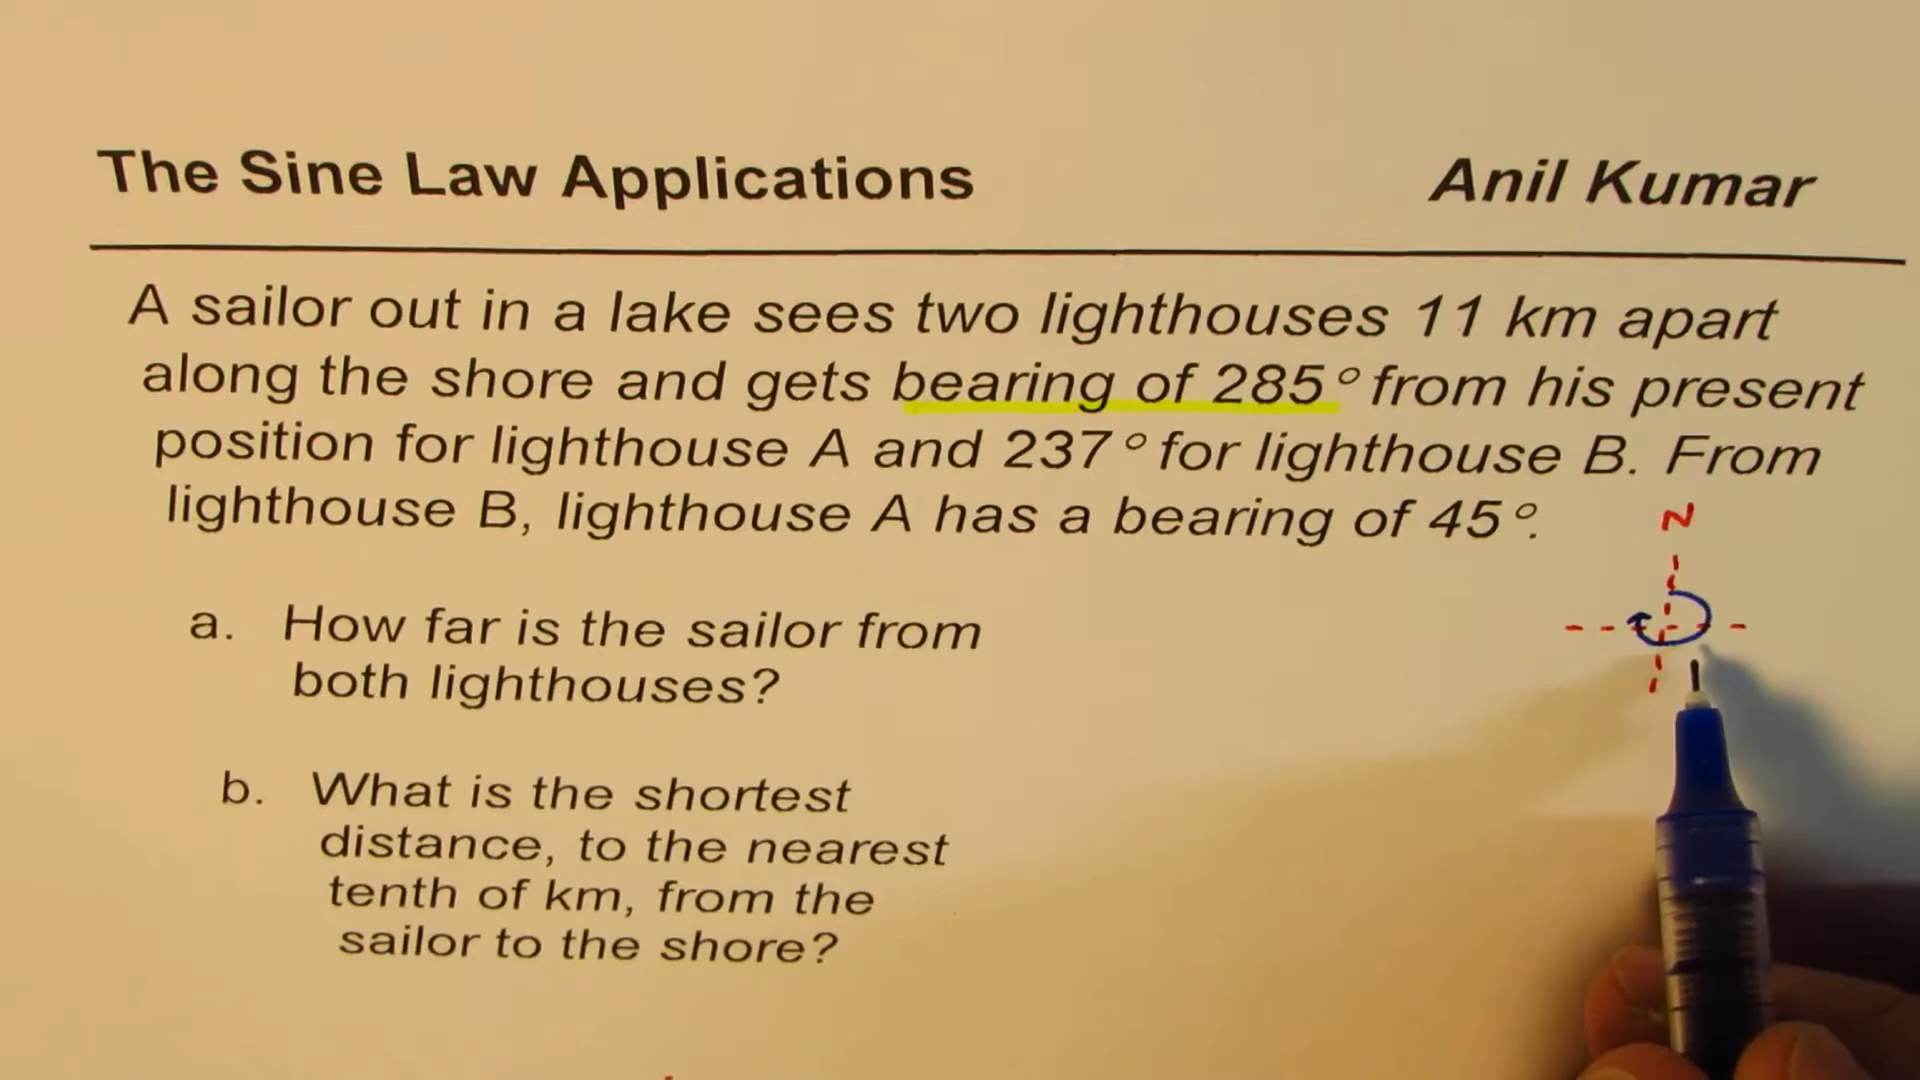 The Sine Law Applications Anil Kumar
A sailor out in a lake sees two lighthouses 11 km apart
along the shore and gets bearing of 285° from his present
position for lighthouse A and 237° for lighthouse B. From
lighthouse B, lighthouse A has a bearing of 45°.
N
a. How far is the sailor from
both lighthouses?
b. What is the shortest
distance, to the nearest
tenth of km, from the
sailor to the shore?